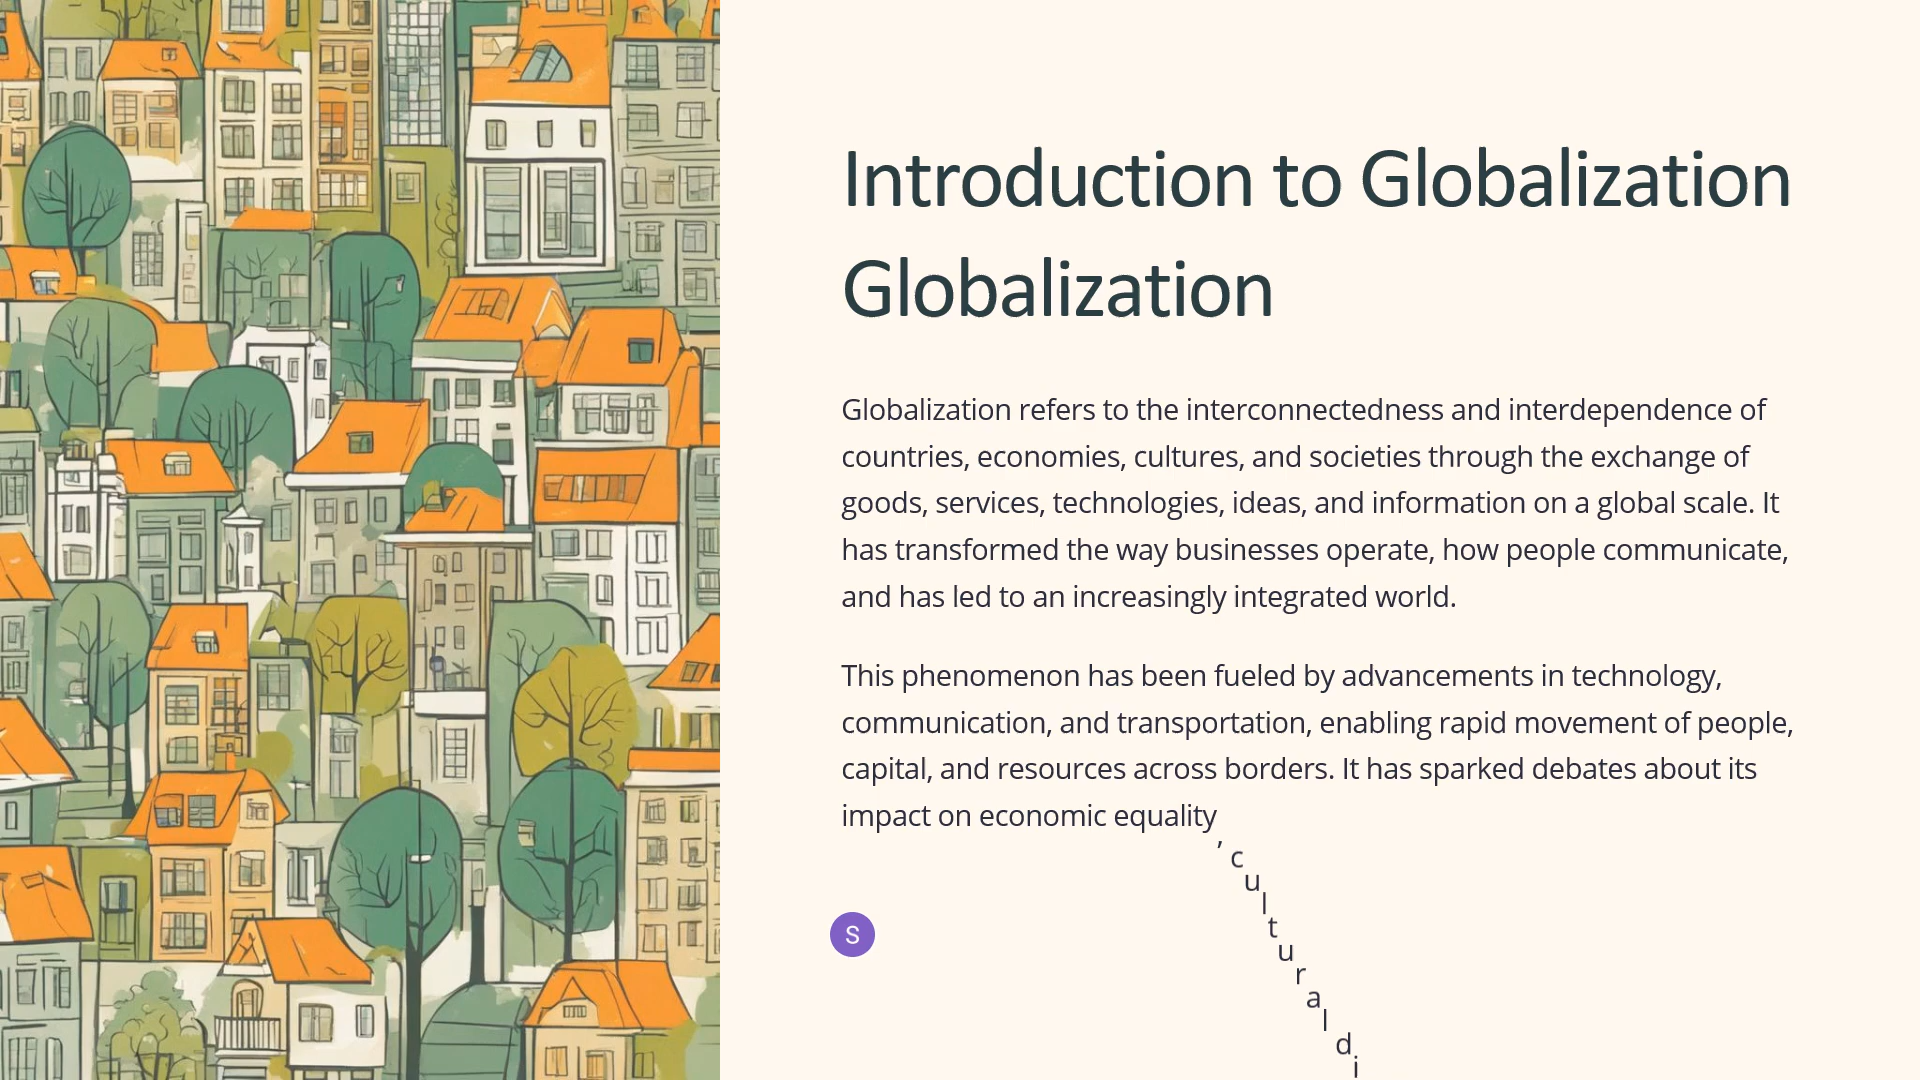 Introduction to Globalization
Globalization
Globalization refers to the interconnectedness and interdependence of
countries, economies, cultures, and societies through the exchange of
goods, services, technologies, ideas, and information on a global scale. It
has transformed the way businesses operate, how people communicate,
and has led to an increasingly integrated world.
This phenomenon has been fueled by advancements in technology,
communication, and transportation, enabling rapid movement of people,
capital, and resources across borders. It has sparked debates about its
impact on economic equality
, cultural di
S